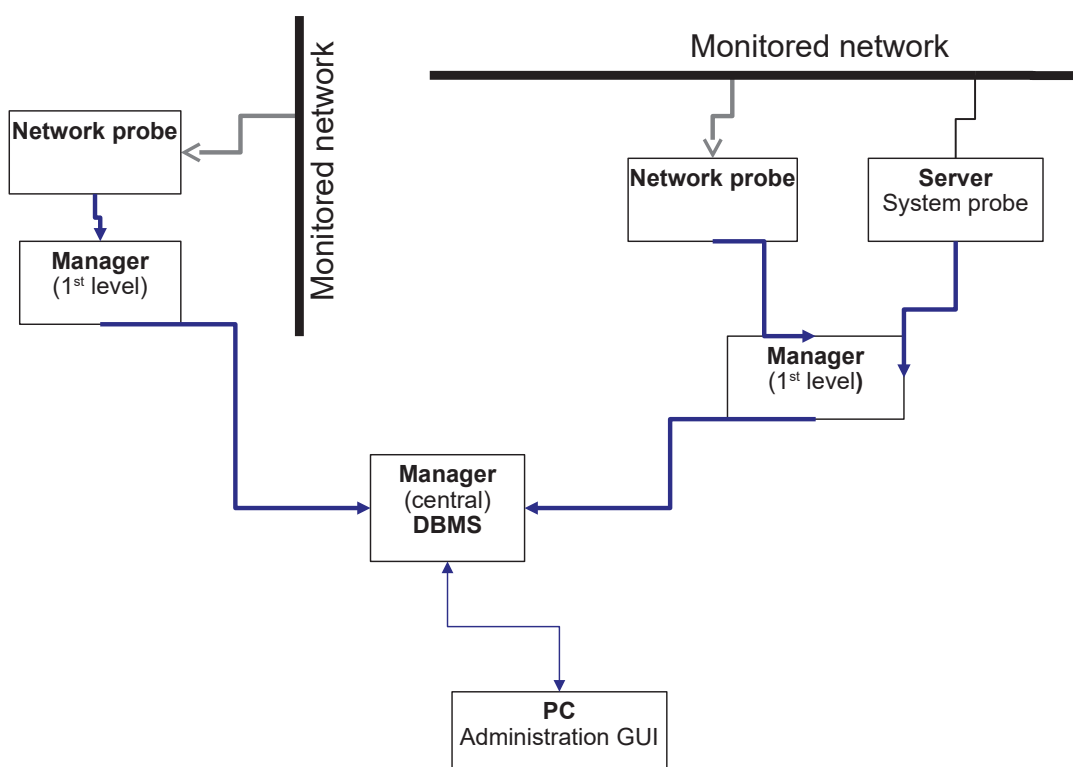 Monitored network
Monitored network
Network probe
Network probe
Server
System probe
Manager
(1st level)
Manager
(1st level)
Manager
(central)
DBMS
PC
Administration GUI